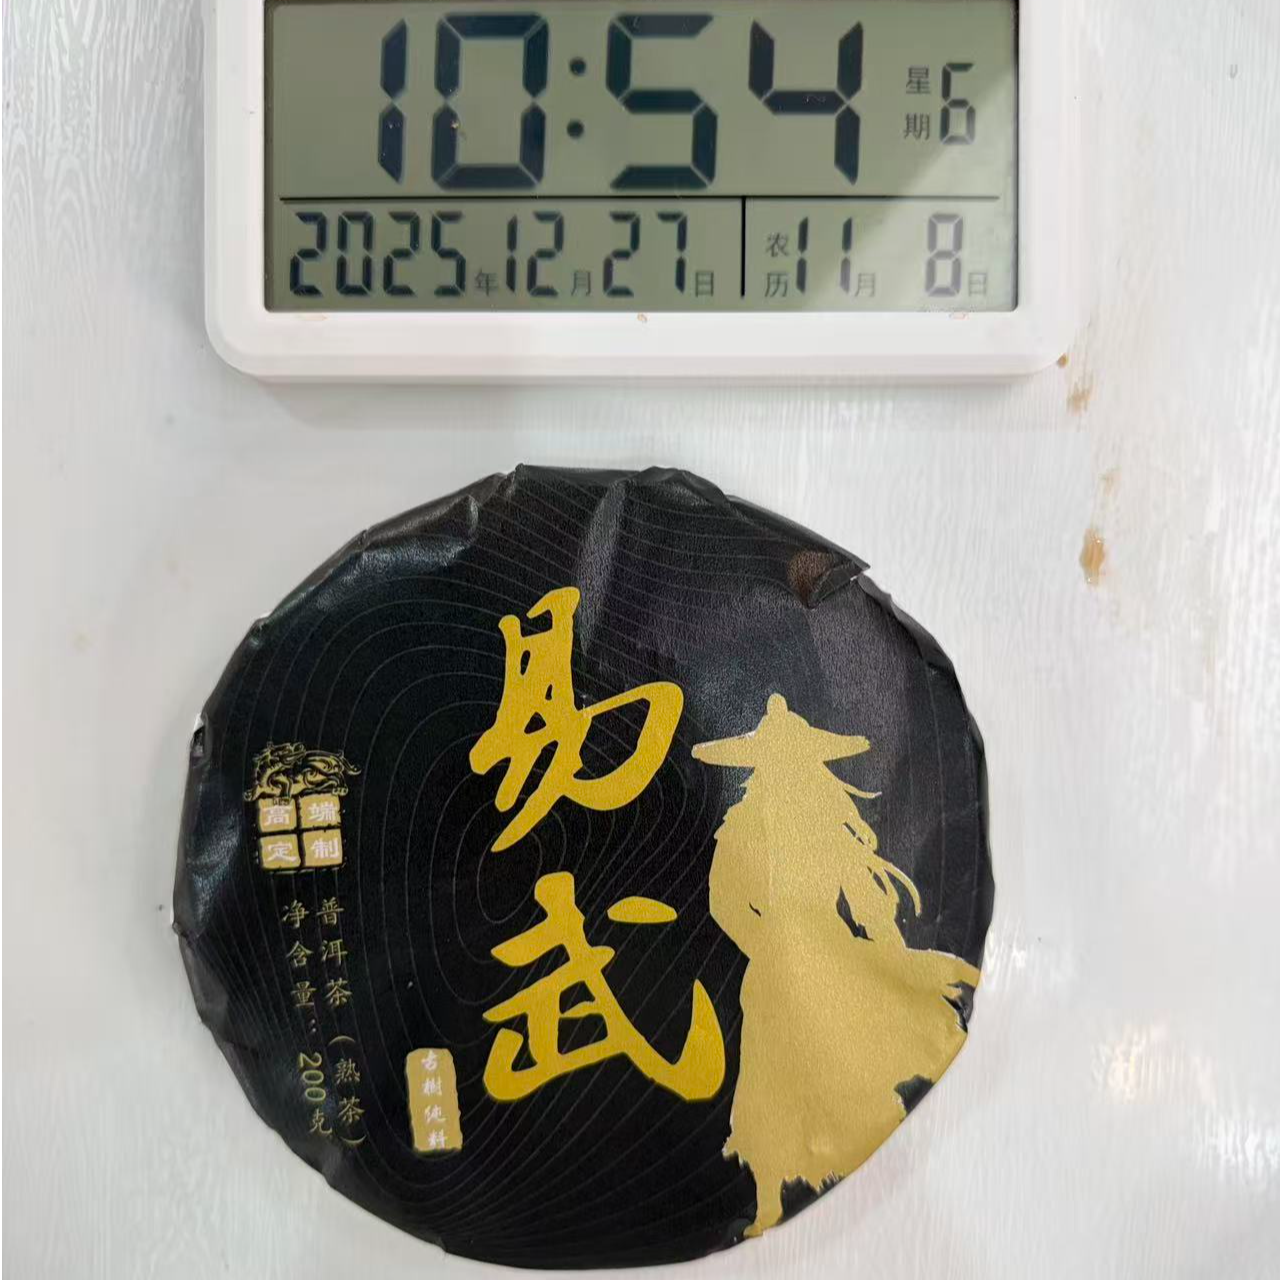 10:54
星期6
2025年12月27日
农历11月8日
易武
高端
定制
普洱茶（熟茶）
净含量：200克
古樹纯料